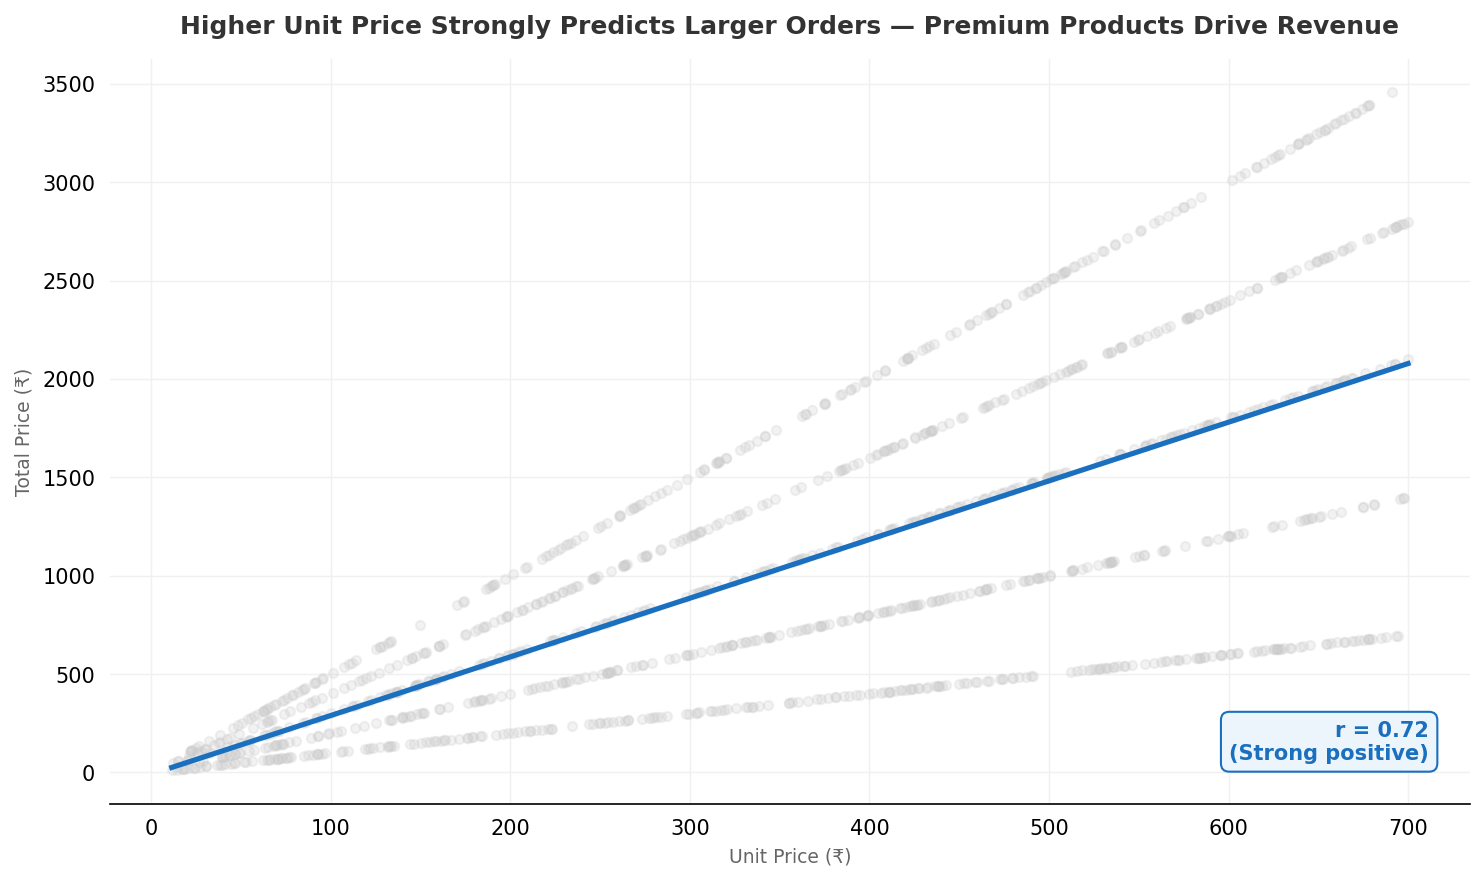 Higher Unit Price Strongly Predicts Larger Orders — Premium Products Drive Revenue
Total Price (₹)
3500
3000
2500
2000
1500
1000
500
0
r = 0.72
(Strong positive)
0 100 200 300 400 500 600 700
Unit Price (₹)